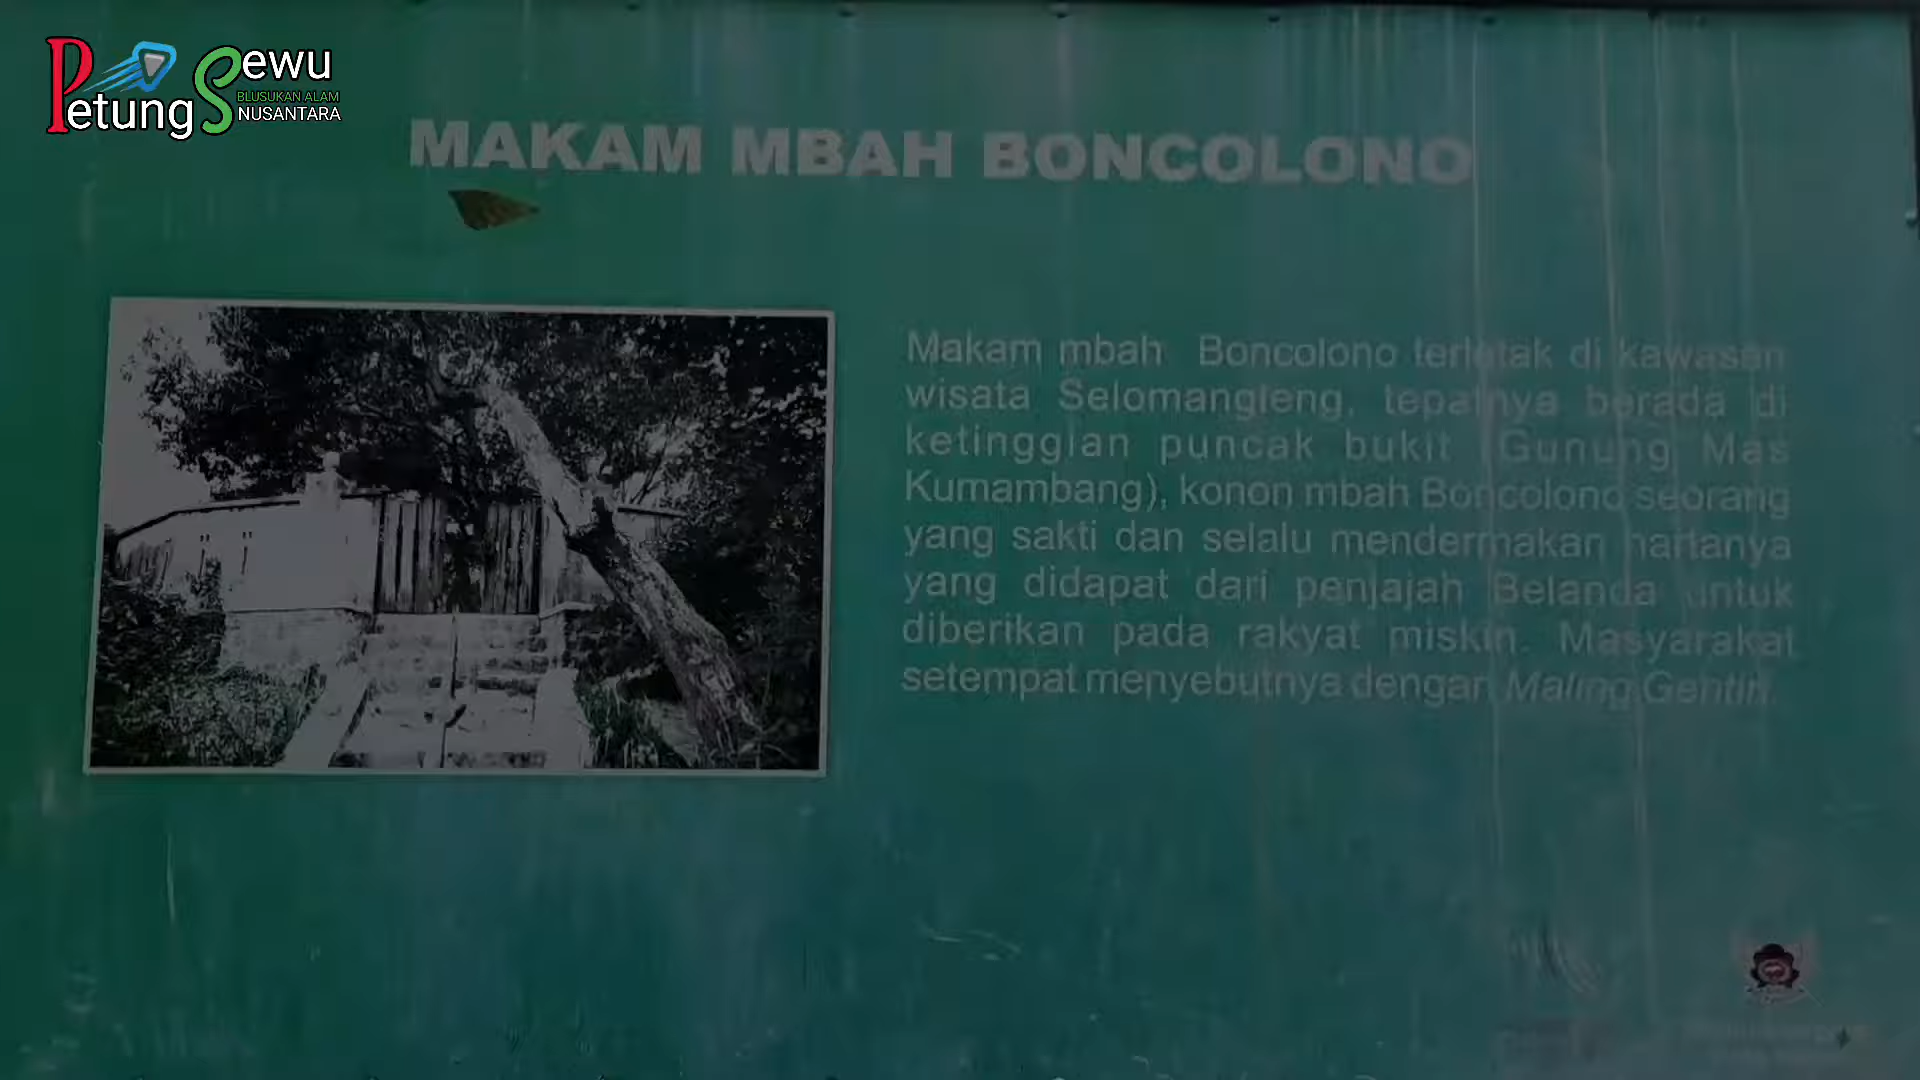 Petung Sewu
BLUSUKAN ALAM
NUSANTARA
MAKAM MBAH BONCOLONO
Makam mbah Boncolono terletak di kawasan
wisata Selomangleng, tepatnya berada di
ketinggian puncak bukit (Gunung Mas
Kumambang), konon mbah Boncolono seorang
yang sakti dan selalu mendermakan hartanya
yang didapat dari penjajah Belanda untuk
diberikan pada rakyat miskin. Masyarakat
setempat menyebutnya dengan Maling Gentiri.